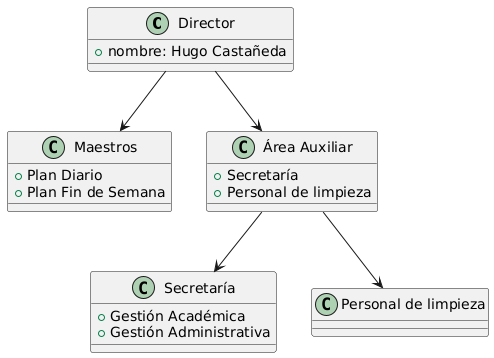 C Director
+ nombre: Hugo Castañeda
C Maestros
+ Plan Diario
+ Plan Fin de Semana
C Área Auxiliar
+ Secretaría
+ Personal de limpieza
C Secretaría
+ Gestión Académica
+ Gestión Administrativa
C Personal de limpieza